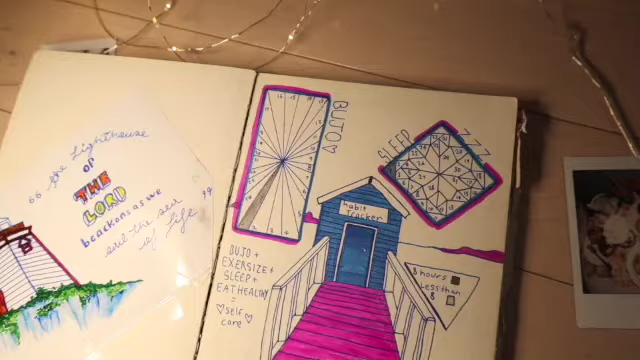 "the Lighthouse
OF
THE
LORD
beckons as we
sail the sea
of life"
BUJO
SLEEP
ZZZ
habit
Tracker
BUJO +
EXERSIZE +
SLEEP +
EAT HEALTHY
=
♡self♡
care
8 hours
Less than
8